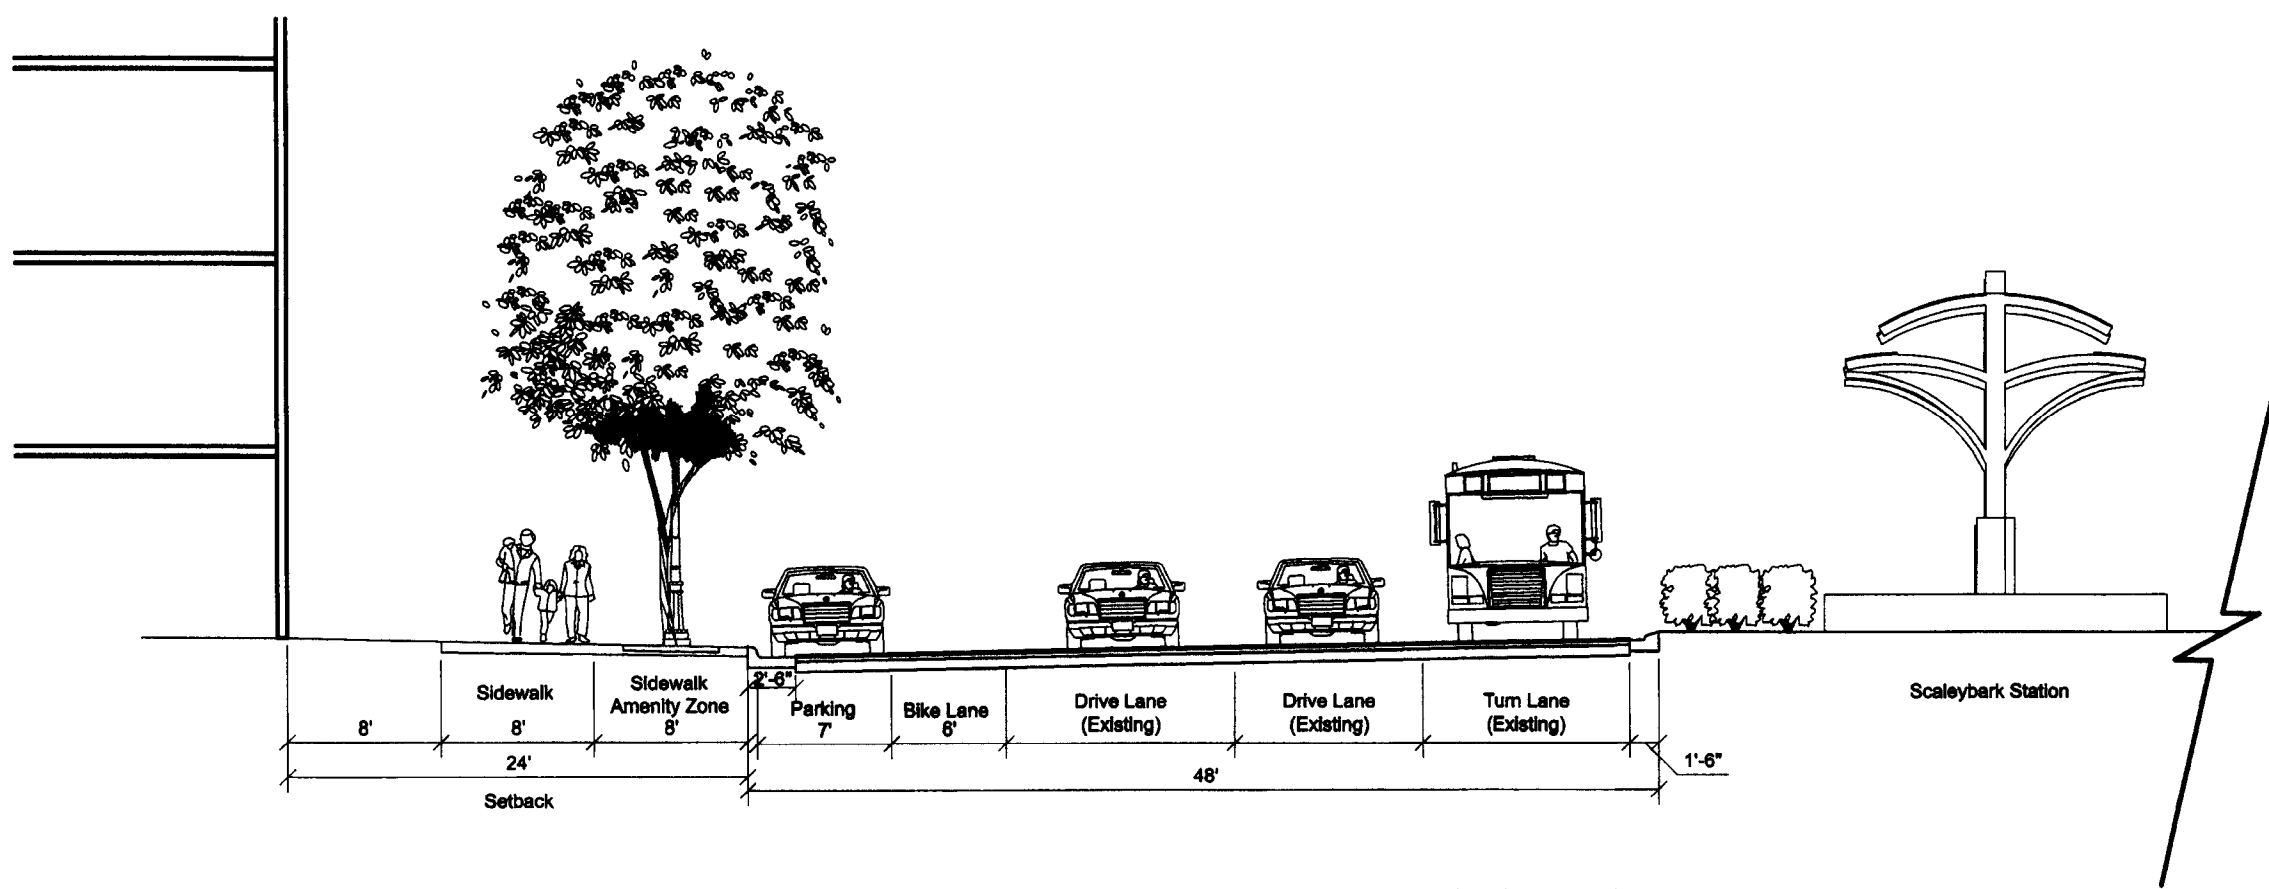 2'-6"
Sidewalk
8'
8'
Sidewalk
Amenity Zone
8'
Parking
7'
Bike Lane
6'
Drive Lane
(Existing)
Drive Lane
(Existing)
Turn Lane
(Existing)
Scaleybark Station
1'-6"
24'
48'
Setback